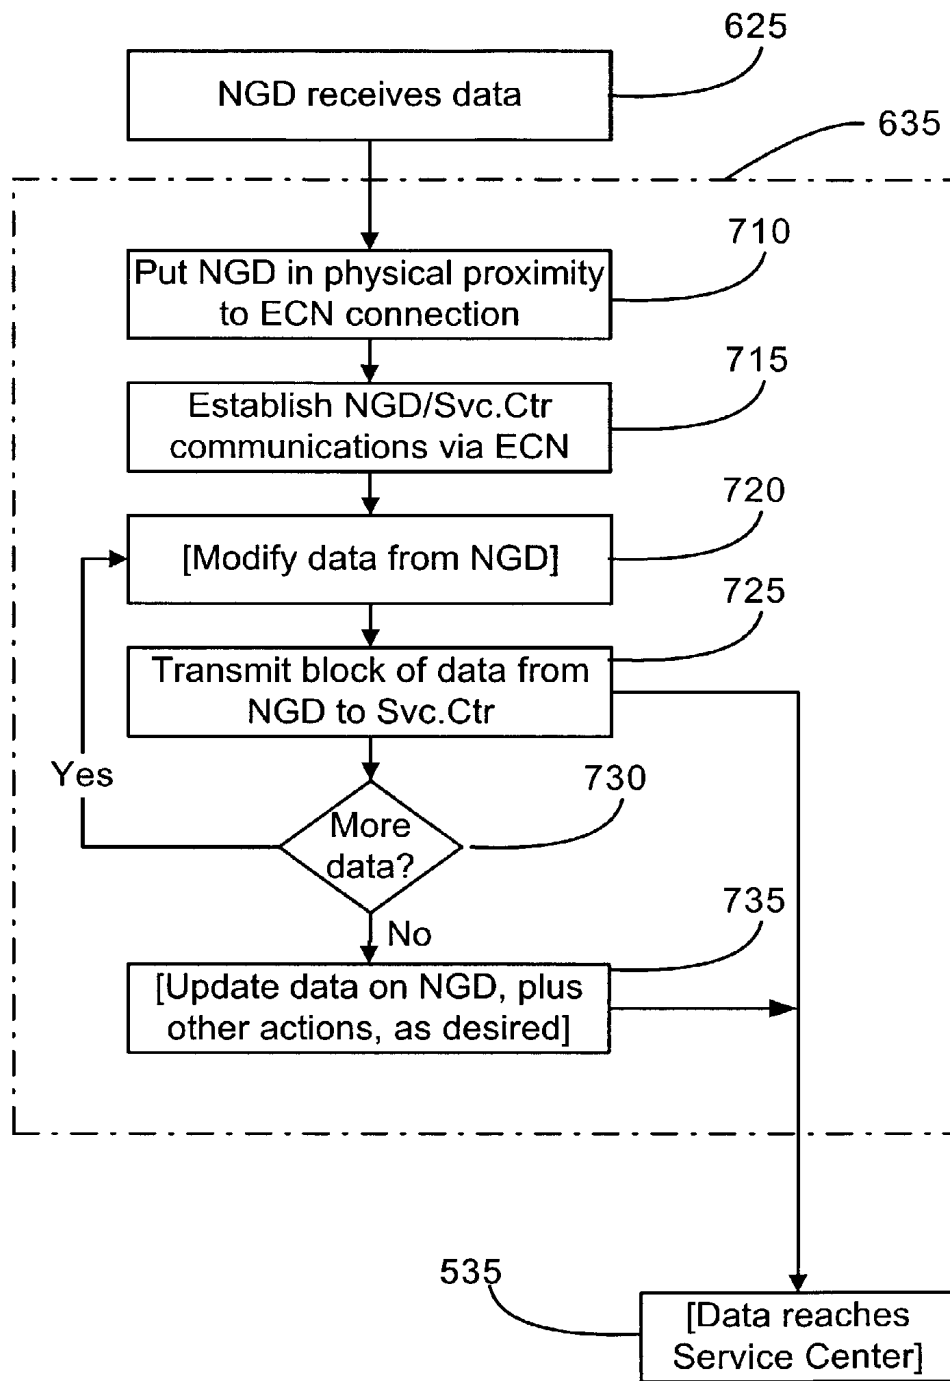 625
NGD receives data
635
710
Put NGD in physical proximity
to ECN connection
715
Establish NGD/Svc.Ctr
communications via ECN
720
[Modify data from NGD]
725
Transmit block of data from
NGD to Svc.Ctr
Yes
730
More
data?
735
No
[Update data on NGD, plus
other actions, as desired]
535
[Data reaches
Service Center]